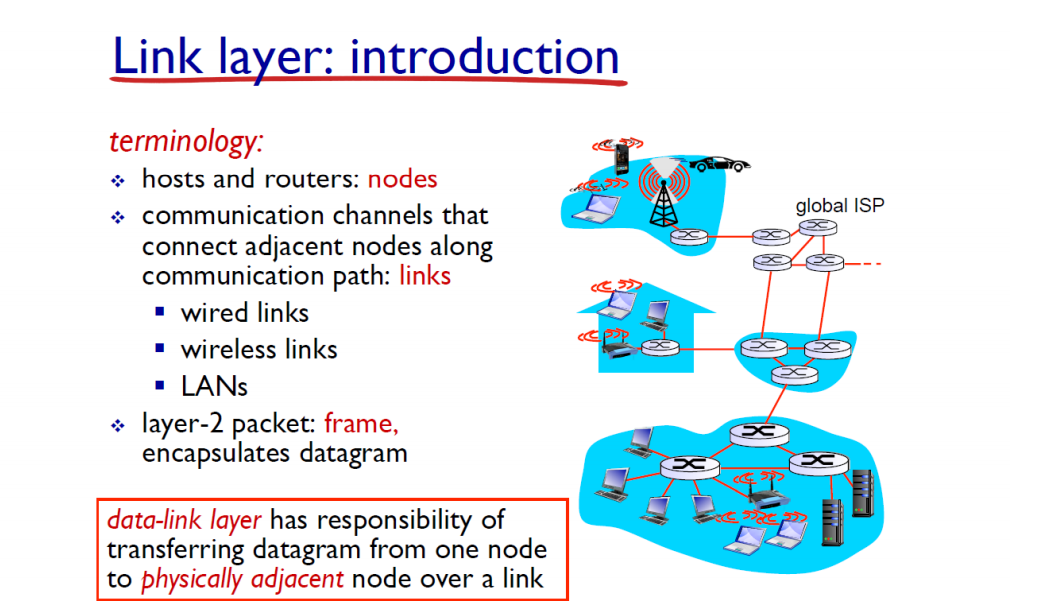 Link layer: introduction
terminology:
hosts and routers: nodes
communication channels that
connect adjacent nodes along
communication path: links
wired links
wireless links
LANs
layer-2 packet: frame,
encapsulates datagram
data-link layer has responsibility of
transferring datagram from one node
to physically adjacent node over a link
global ISP